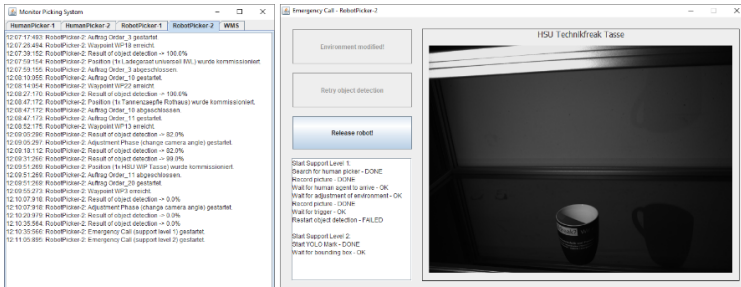 Monitor Picking System
HumanPicker-1 HumanPicker-2 RobotPicker-1 RobotPicker-2 WMS
12:07:17:493: RobotPicker-2: Auftrag Order_3 gestartet.
12:07:26:494: RobotPicker-2: Waypoint WP18 erreicht.
12:07:39:152: RobotPicker-2: Result of object detection -> 100.0%
12:07:59:154: RobotPicker-2: Position (1x Ladegeraet universell IWL) wurde kommissioniert.
12:07:59:155: RobotPicker-2: Auftrag Order_3 abgeschlossen.
12:08:10:055: RobotPicker-2: Auftrag Order_10 gestartet.
12:08:14:054: RobotPicker-2: Waypoint WP22 erreicht.
12:08:27:170: RobotPicker-2: Result of object detection -> 100.0%
12:08:47:172: RobotPicker-2: Position (1x Tannenzaepfle Rothaus) wurde kommissioniert.
12:08:47:172: RobotPicker-2: Auftrag Order_10 abgeschlossen.
12:08:47:173: RobotPicker-2: Auftrag Order_11 gestartet.
12:08:52:175: RobotPicker-2: Waypoint WP13 erreicht.
12:09:05:296: RobotPicker-2: Result of object detection -> 82.0%
12:09:05:297: RobotPicker-2: Adjustment Phase (change camera angle) gestartet
12:09:18:112: RobotPicker-2: Result of object detection -> 92.0%
12:09:31:266: RobotPicker-2: Result of object detection -> 99.0%
12:09:51:269: RobotPicker-2: Position (1x HSU WIP Tasse) wurde kommissioniert.
12:09:51:269: RobotPicker-2: Auftrag Order_11 abgeschlossen.
12:09:51:269: RobotPicker-2: Auftrag Order_20 gestartet.
12:09:55:273: RobotPicker-2: Waypoint WP3 erreicht.
12:10:07:918: RobotPicker-2: Result of object detection -> 0.0%
12:10:07:918: RobotPicker-2: Adjustment Phase (change camera angle) gestartet
12:10:20:979: RobotPicker-2: Result of object detection -> 0.0%
12:10:35:564: RobotPicker-2: Result of object detection -> 0.0%
12:10:35:566: RobotPicker-2: Emergency Call (support level 1) gestartet
12:11:05:895: RobotPicker-2: Emergency Call (support level 2) gestartet
Emergency Call - RobotPicker-2
Environment modified!
Retry object detection
Release robot!
Start Support Level 1.
Search for human picker - DONE
Record picture - DONE
Wait for human agent to arrive - OK
Wait for adjustment of environment - OK
Record picture - DONE
Wait for trigger - OK
Restart object detection - FAILED
Start Support Level 2.
Start YOLO Mark - DONE
Wait for bounding box - OK
HSU Technikfreak Tasse